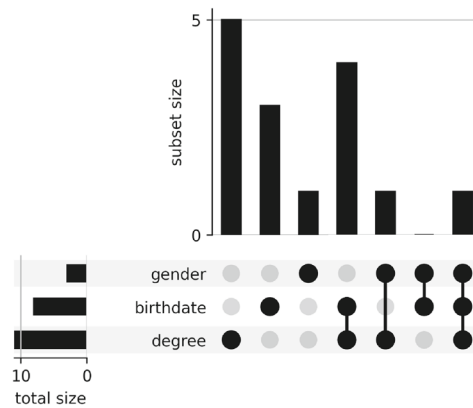 5
subset size
0
gender
birthdate
degree
10 0
total size